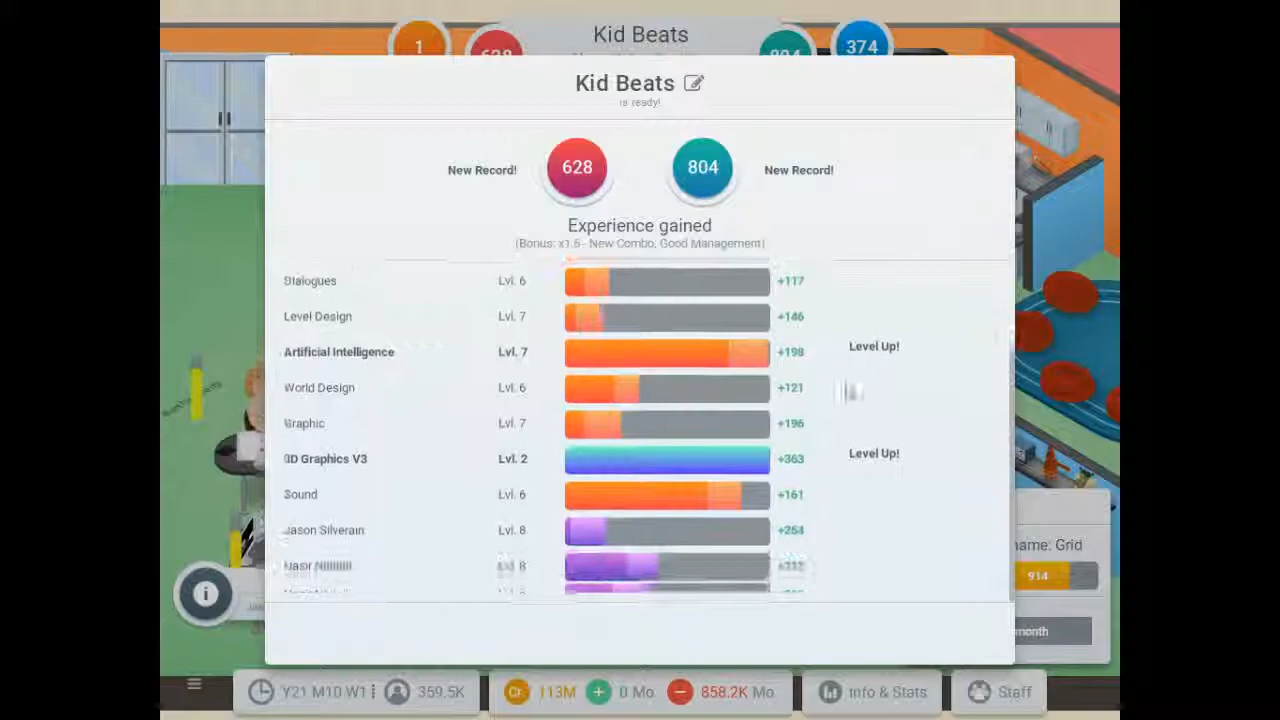 Kid Beats
1
628
804
374
Kid Beats
is ready!
New Record!
628
804
New Record!
Experience gained
(Bonus: x1.5 - New Combo, Good Management)
Dialogues Lvl. 6 +117
Level Design Lvl. 7 +146
Artificial Intelligence Lvl. 7 +198 Level Up!
World Design Lvl. 6 +121
Graphic Lvl. 7 +196
3D Graphics V3 Lvl. 2 +363 Level Up!
Sound Lvl. 6 +161
Jason Silverain Lvl. 8 +264
8
name: Grid
914
month
Y21 M10 W1
359.5K
Cr. 113M
+ 0 Mo.
- 858.2K Mo.
Info & Stats
Staff